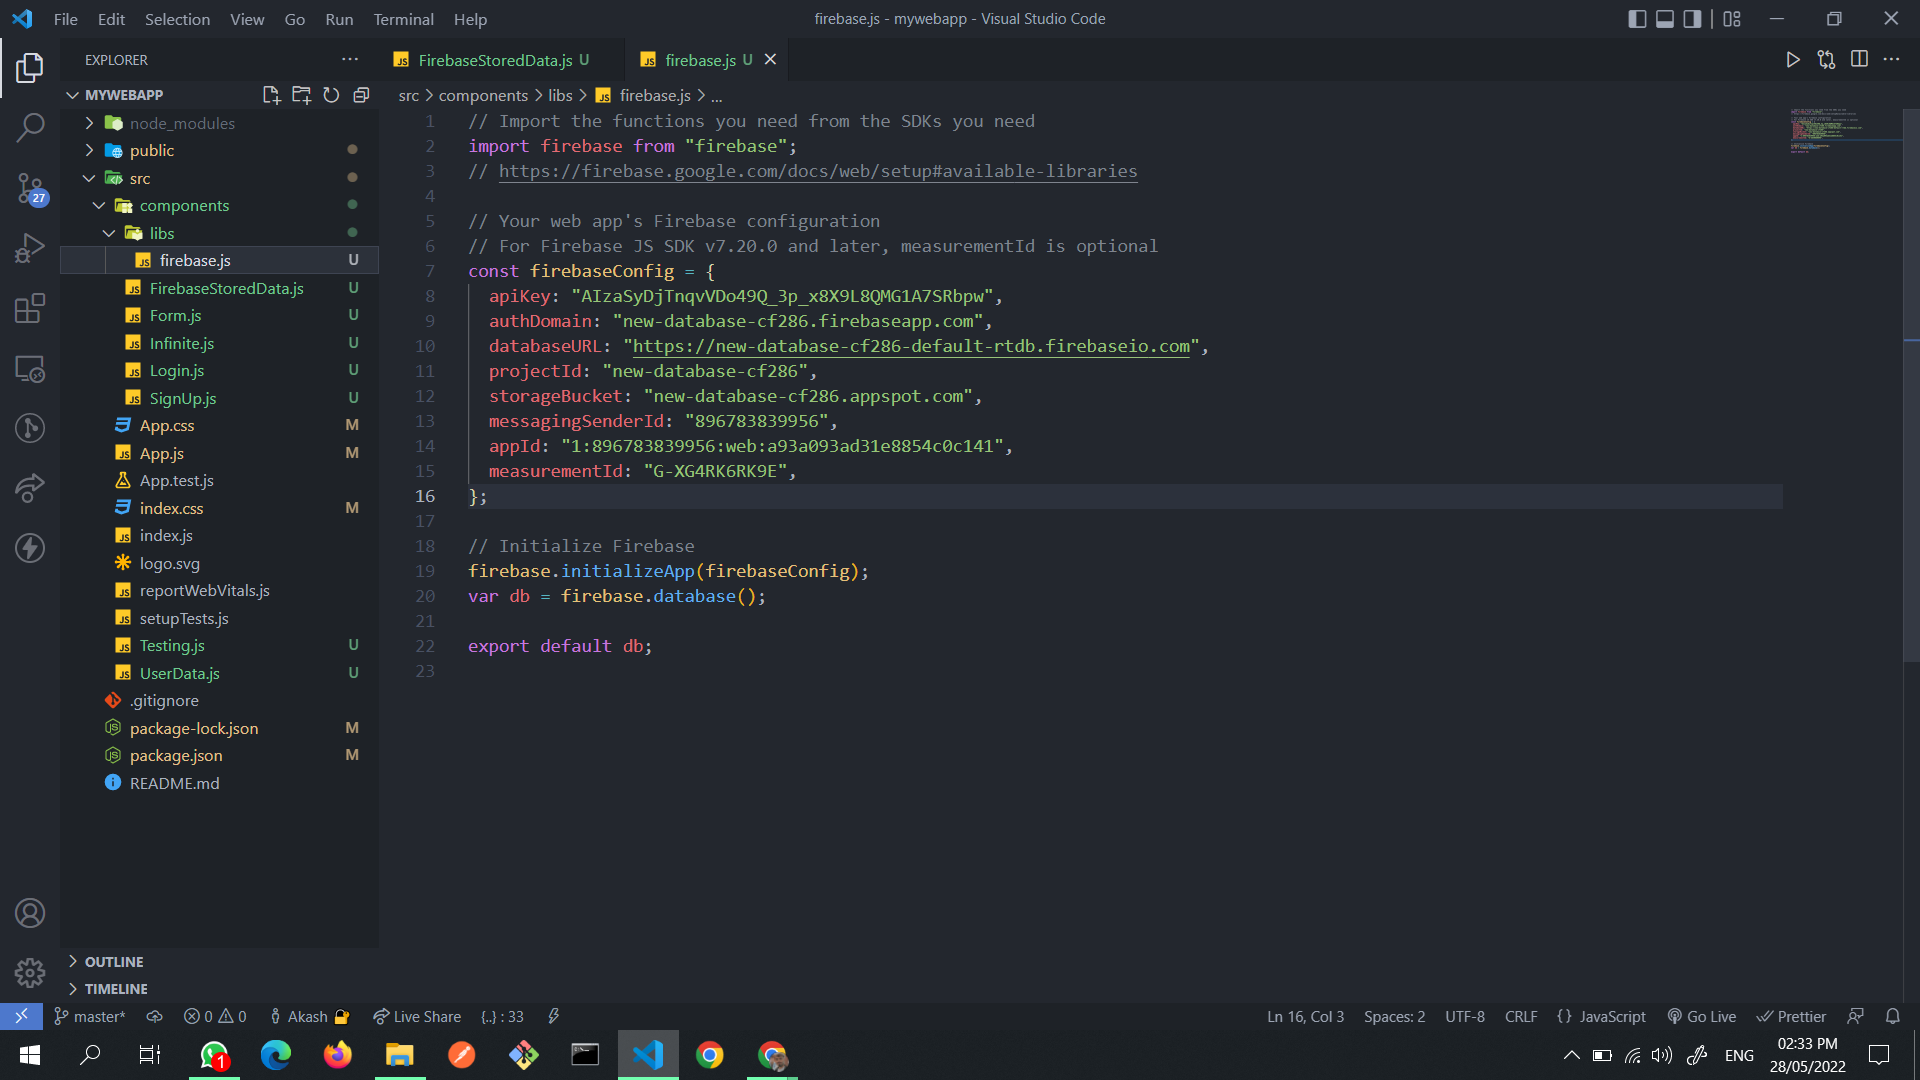 File Edit Selection View Go Run Terminal Help
firebase.js - mywebapp - Visual Studio Code
EXPLORER
FirebaseStoredData.js U
firebase.js U
MYWEBAPP
src > components > libs > firebase.js > ...
node_modules
public
src
components
libs
firebase.js U
FirebaseStoredData.js U
Form.js U
Infinite.js U
Login.js U
SignUp.js U
App.css M
App.js M
App.test.js
index.css M
index.js
logo.svg
reportWebVitals.js
setupTests.js
Testing.js U
UserData.js U
.gitignore
package-lock.json M
package.json M
README.md
OUTLINE
TIMELINE
27
1 // Import the functions you need from the SDKs you need
2 import firebase from "firebase";
3 // https://firebase.google.com/docs/web/setup#available-libraries
4
5 // Your web app's Firebase configuration
6 // For Firebase JS SDK v7.20.0 and later, measurementId is optional
7 const firebaseConfig = {
8 apiKey: "AIzaSyDjTnqvVDo49Q_3p_x8X9L8QMG1A7SRbpw",
9 authDomain: "new-database-cf286.firebaseapp.com",
10 databaseURL: "https://new-database-cf286-default-rtdb.firebaseio.com",
11 projectId: "new-database-cf286",
12 storageBucket: "new-database-cf286.appspot.com",
13 messagingSenderId: "896783839956",
14 appId: "1:896783839956:web:a93a093ad31e8854c0c141",
15 measurementId: "G-XG4RK6RK9E",
16 };
17
18 // Initialize Firebase
19 firebase.initializeApp(firebaseConfig);
20 var db = firebase.database();
21
22 export default db;
23
master* 0 0 Akash Live Share {..} : 33
Ln 16, Col 3 Spaces: 2 UTF-8 CRLF {} JavaScript Go Live Prettier
1
ENG
02:33 PM
28/05/2022